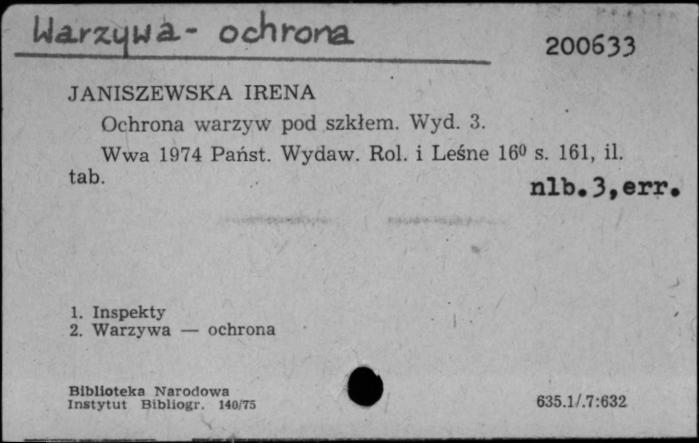 Warzywa - ochrona
200633
JANISZEWSKA IRENA
Ochrona warzyw pod szkłem. Wyd. 3.
Wwa 1974 Państ. Wydaw. Rol. i Leśne 16⁰ s. 161, il.
tab.
nlb.3,err.
1. Inspekty
2. Warzywa — ochrona
Biblioteka Narodowa
Instytut Bibliogr. 140/75
635.1/.7:632